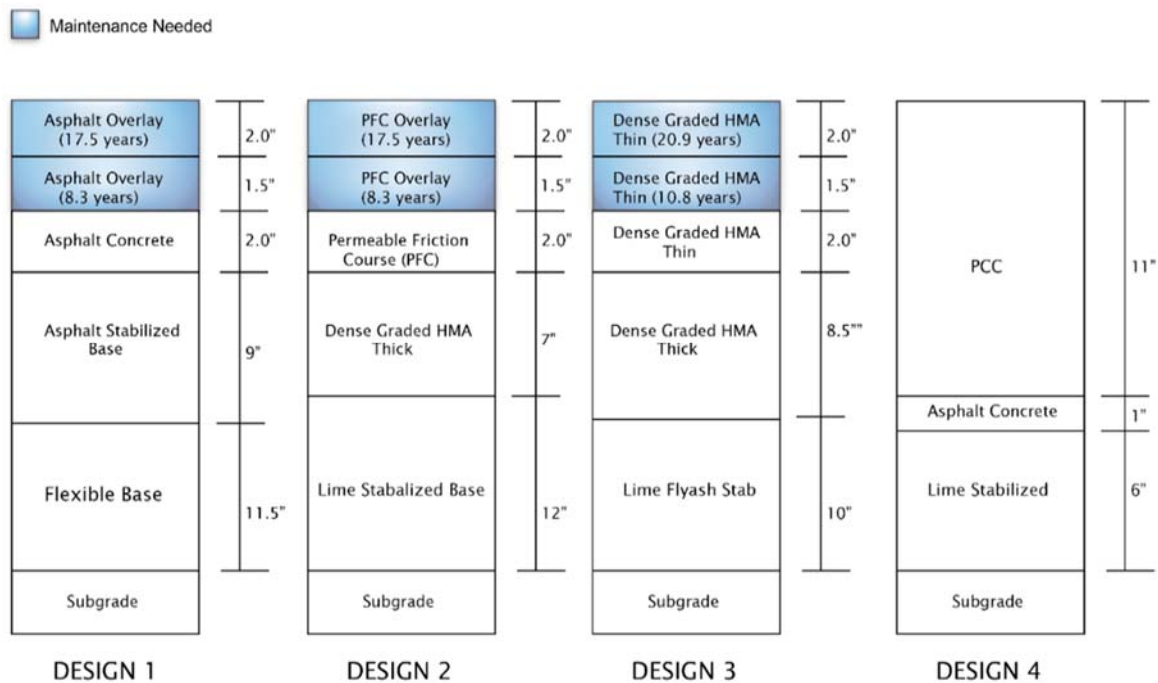 Maintenance Needed
Asphalt Overlay
(17.5 years)
2.0"
Asphalt Overlay
(8.3 years)
1.5"
Asphalt Concrete
2.0"
Asphalt Stabilized
Base
9"
Flexible Base
11.5"
Subgrade
DESIGN 1
PFC Overlay
(17.5 years)
2.0"
PFC Overlay
(8.3 years)
1.5"
Permeable Friction
Course (PFC)
2.0"
Dense Graded HMA
Thick
7"
Lime Stabalized Base
12"
Subgrade
DESIGN 2
Dense Graded HMA
Thin (20.9 years)
2.0"
Dense Graded HMA
Thin (10.8 years)
1.5"
Dense Graded HMA
Thin
2.0"
Dense Graded HMA
Thick
8.5""
Lime Flyash Stab
10"
Subgrade
DESIGN 3
PCC
11"
Asphalt Concrete
1"
Lime Stabilized
6"
Subgrade
DESIGN 4